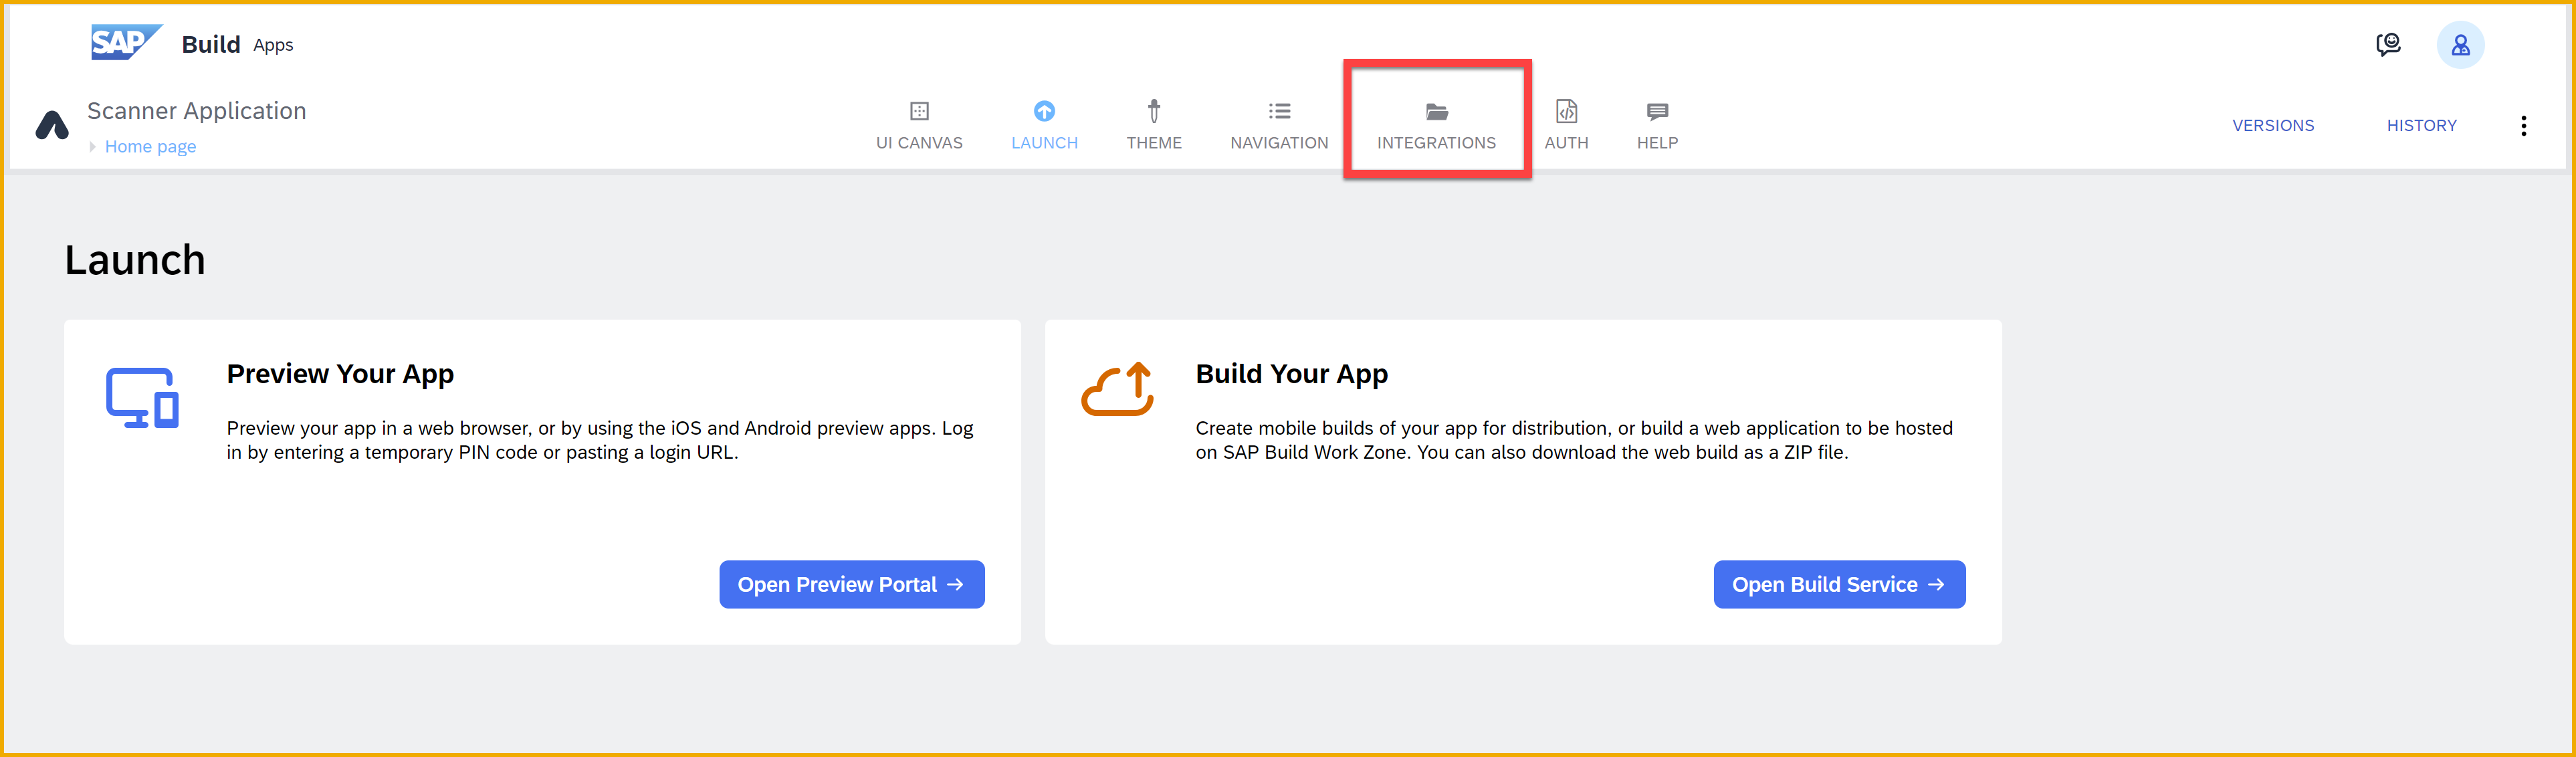 SAP Build Apps
Scanner Application
Home page
UI CANVAS
LAUNCH
THEME
NAVIGATION
INTEGRATIONS
AUTH
HELP
VERSIONS
HISTORY
Launch
Preview Your App
Preview your app in a web browser, or by using the iOS and Android preview apps. Log
in by entering a temporary PIN code or pasting a login URL.
Open Preview Portal →
Build Your App
Create mobile builds of your app for distribution, or build a web application to be hosted
on SAP Build Work Zone. You can also download the web build as a ZIP file.
Open Build Service →